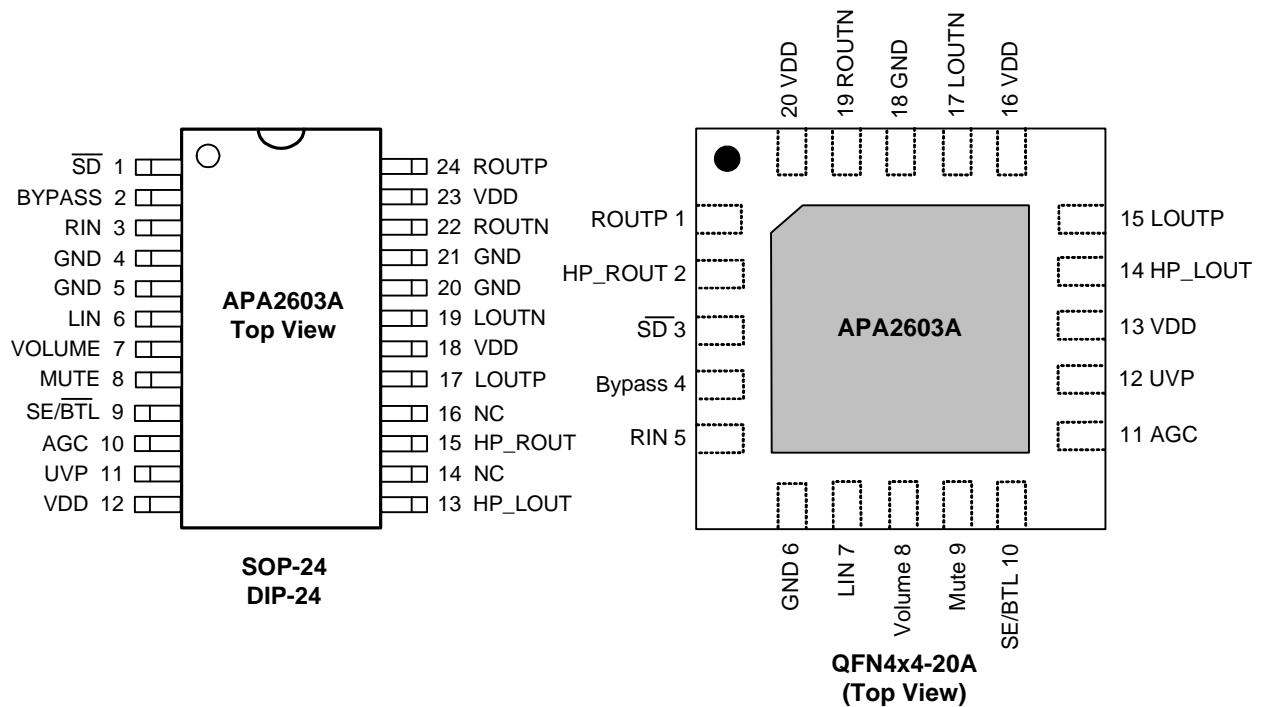 SD 1
BYPASS 2
RIN 3
GND 4
GND 5
LIN 6
VOLUME 7
MUTE 8
SE/BTL 9
AGC 10
UVP 11
VDD 12
APA2603A
Top View
24 ROUTP
23 VDD
22 ROUTN
21 GND
20 GND
19 LOUTN
18 VDD
17 LOUTP
16 NC
15 HP_ROUT
14 NC
13 HP_LOUT
SOP-24
DIP-24
20 VDD
19 ROUTN
18 GND
17 LOUTN
16 VDD
ROUTP 1
HP_ROUT 2
SD 3
Bypass 4
RIN 5
APA2603A
15 LOUTP
14 HP_LOUT
13 VDD
12 UVP
11 AGC
GND 6
LIN 7
Volume 8
Mute 9
SE/BTL 10
QFN4x4-20A
(Top View)